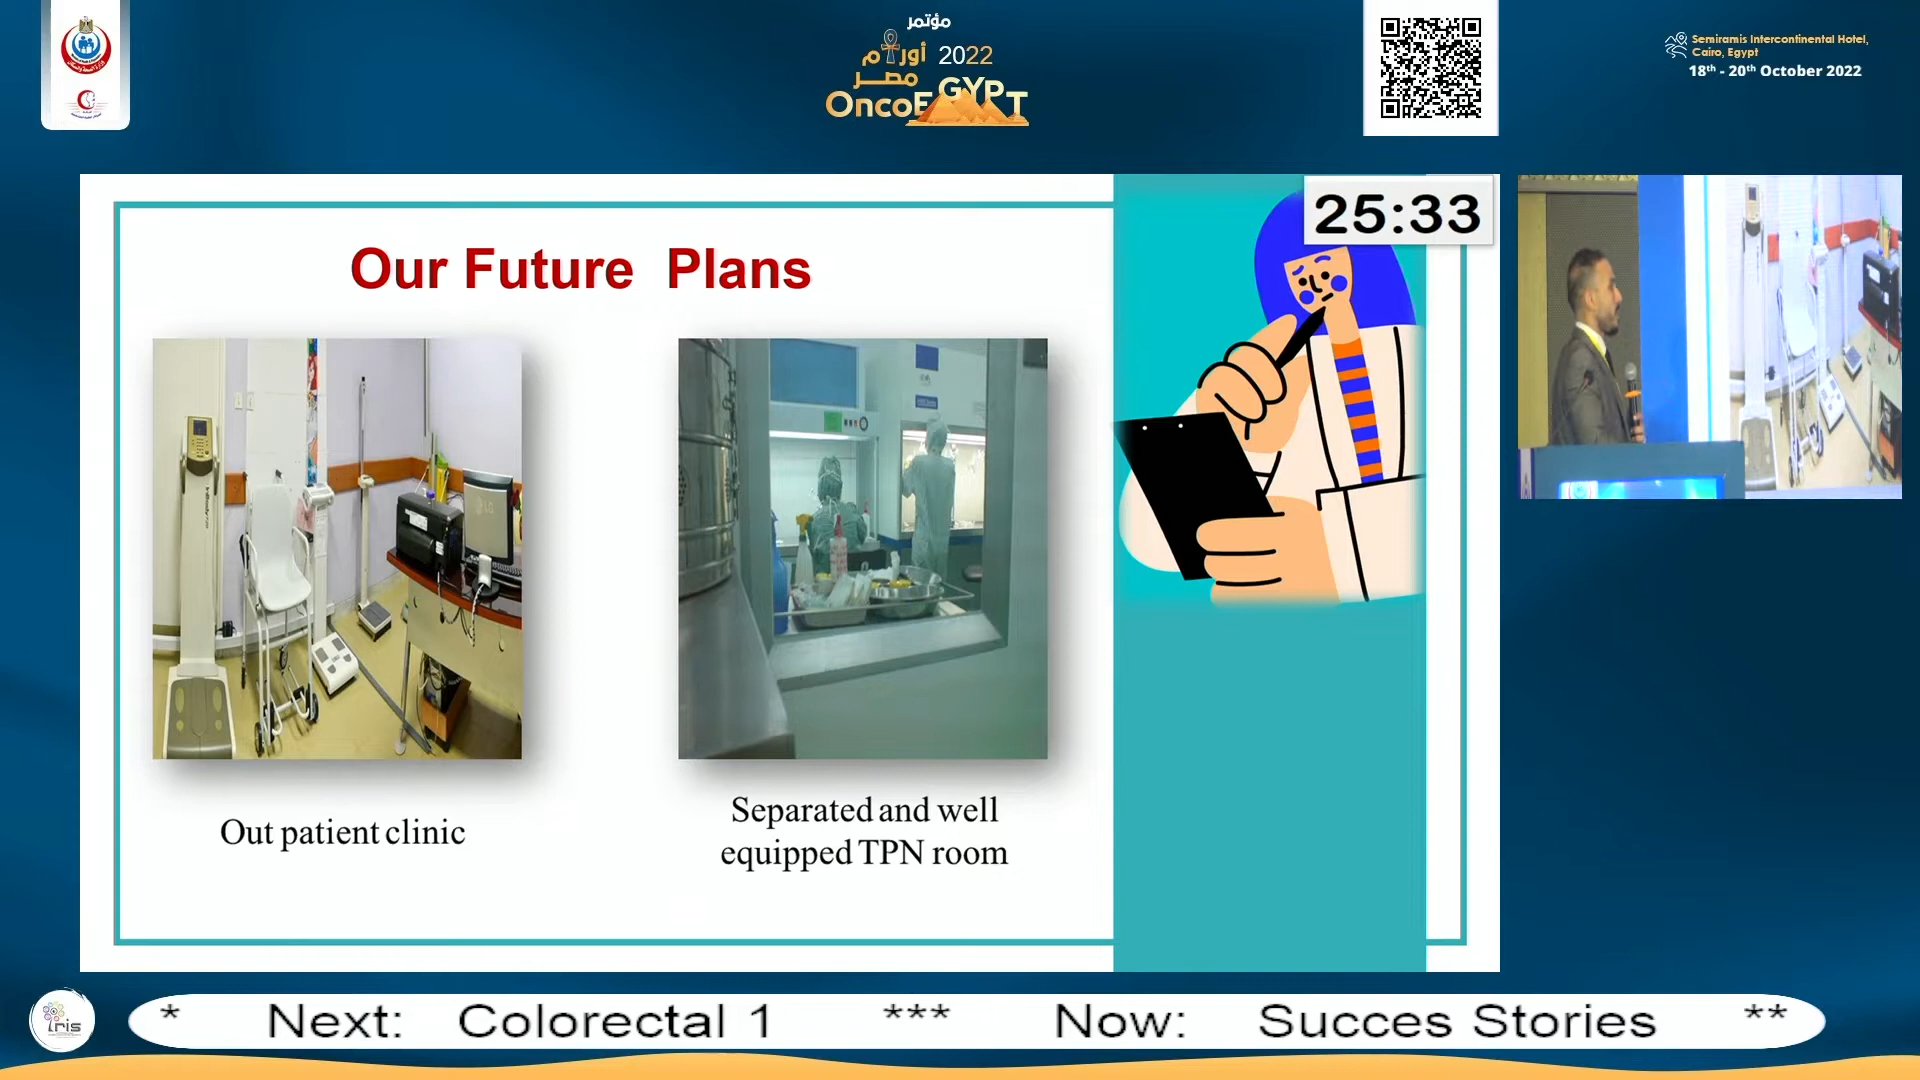 مؤتمر
أورام 2022
مصر
OncoEGYPT
Semiramis Intercontinental Hotel,
Cairo, Egypt
18th - 20th October 2022
25:33
Our Future Plans
Out patient clinic
Separated and well
equipped TPN room
iris
* Next: Colorectal 1 *** Now: Succes Stories **